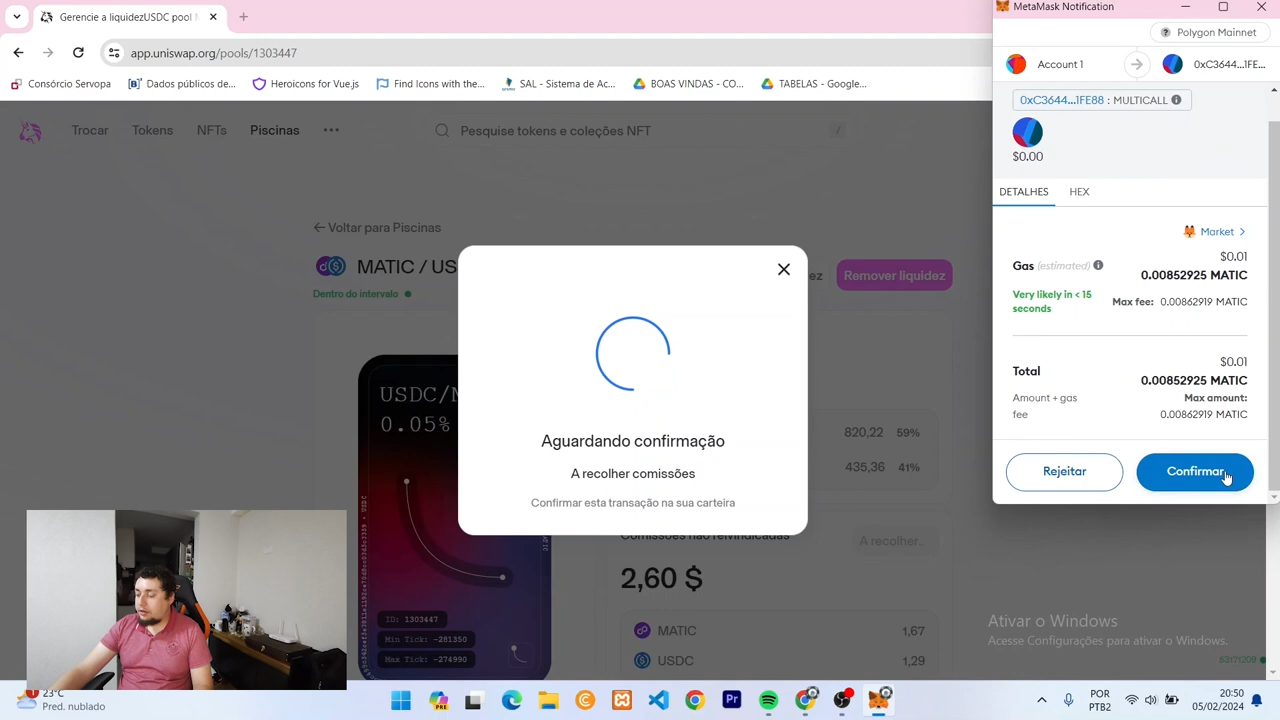 Gerencie a liquidezUSDC pool M
app.uniswap.org/pools/1303447
Consórcio Servopa
Dados públicos de...
Heroicons for Vue.js
Find Icons with the...
SAL - Sistema de Ac...
BOAS VINDAS - CO...
TABELAS - Google...
Trocar
Tokens
NFTs
Piscinas
Pesquise tokens e coleções NFT
/
← Voltar para Piscinas
MATIC / US
Dentro do intervalo
ez
Remover liquidez
USDC/M
0.05%
820,22 59%
435,36 41%
Aguardando confirmação
A recolher comissões
Confirmar esta transação na sua carteira
Comissões não reivindicadas
A recolher...
2,60 $
MATIC 1,67
USDC 1,29
ID: 1303447
Min Tick: -281350
Max Tick: -274990
MetaMask Notification
Polygon Mainnet
Account 1
0xC3644...1FE...
0xC3644...1FE88 : MULTICALL
$0.00
DETALHES
HEX
Market >
$0.01
Gas (estimated)
0.00852925 MATIC
Very likely in < 15
seconds
Max fee: 0.00862919 MATIC
$0.01
Total
0.00852925 MATIC
Amount + gas
fee
Max amount:
0.00862919 MATIC
Rejeitar
Confirmar
Ativar o Windows
Acesse Configurações para ativar o Windows.
23°C
Pred. nublado
POR
PTB2
20:50
05/02/2024